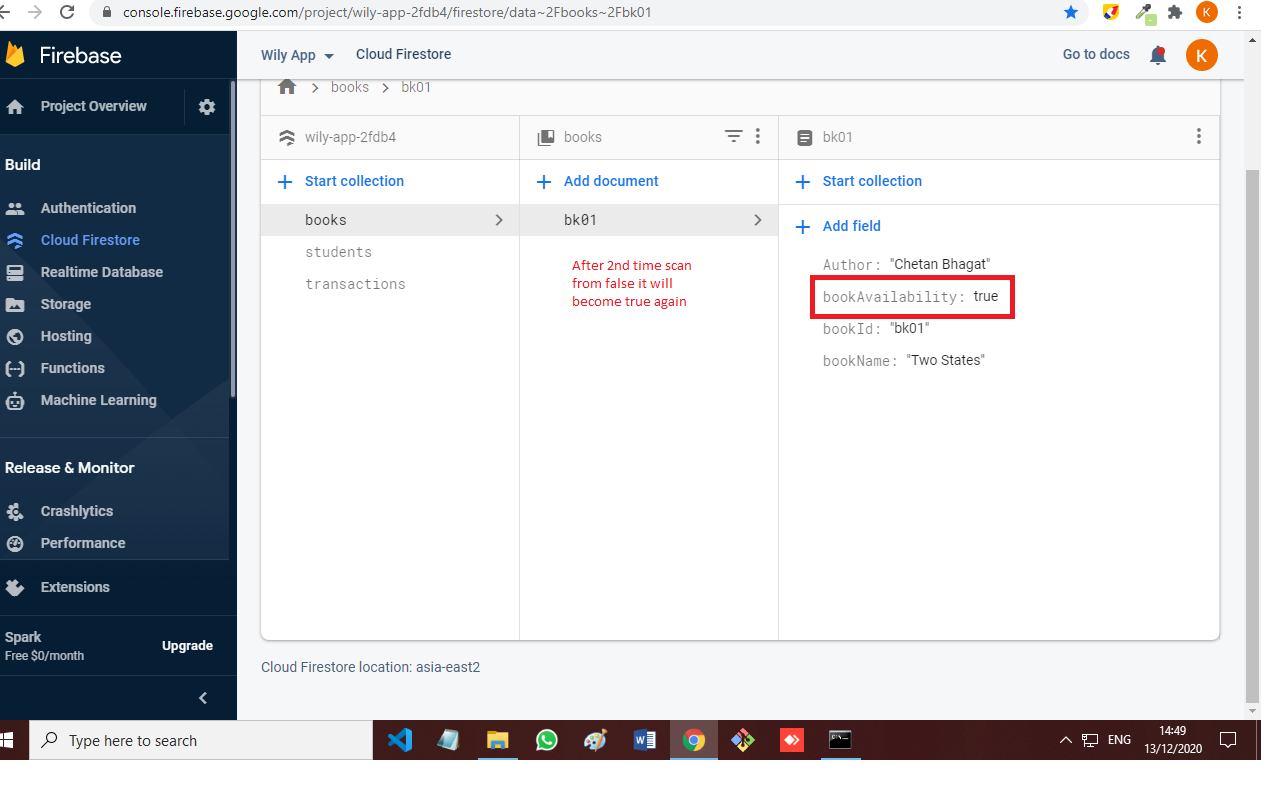 console.firebase.google.com/project/wily-app-2fdb4/firestore/data~2Fbooks~2Fbk01
K
Firebase
Wily App
Cloud Firestore
Go to docs
K
Project Overview
Build
Authentication
Cloud Firestore
Realtime Database
Storage
Hosting
Functions
Machine Learning
Release & Monitor
Crashlytics
Performance
Extensions
Spark
Free $0/month
Upgrade
books > bk01
wily-app-2fdb4
books
bk01
+ Start collection
+ Add document
+ Start collection
books
students
transactions
bk01
After 2nd time scan
from false it will
become true again
+ Add field
Author: "Chetan Bhagat"
bookAvailability: true
bookId: "bk01"
bookName: "Two States"
Cloud Firestore location: asia-east2
Type here to search
ENG
14:49
13/12/2020